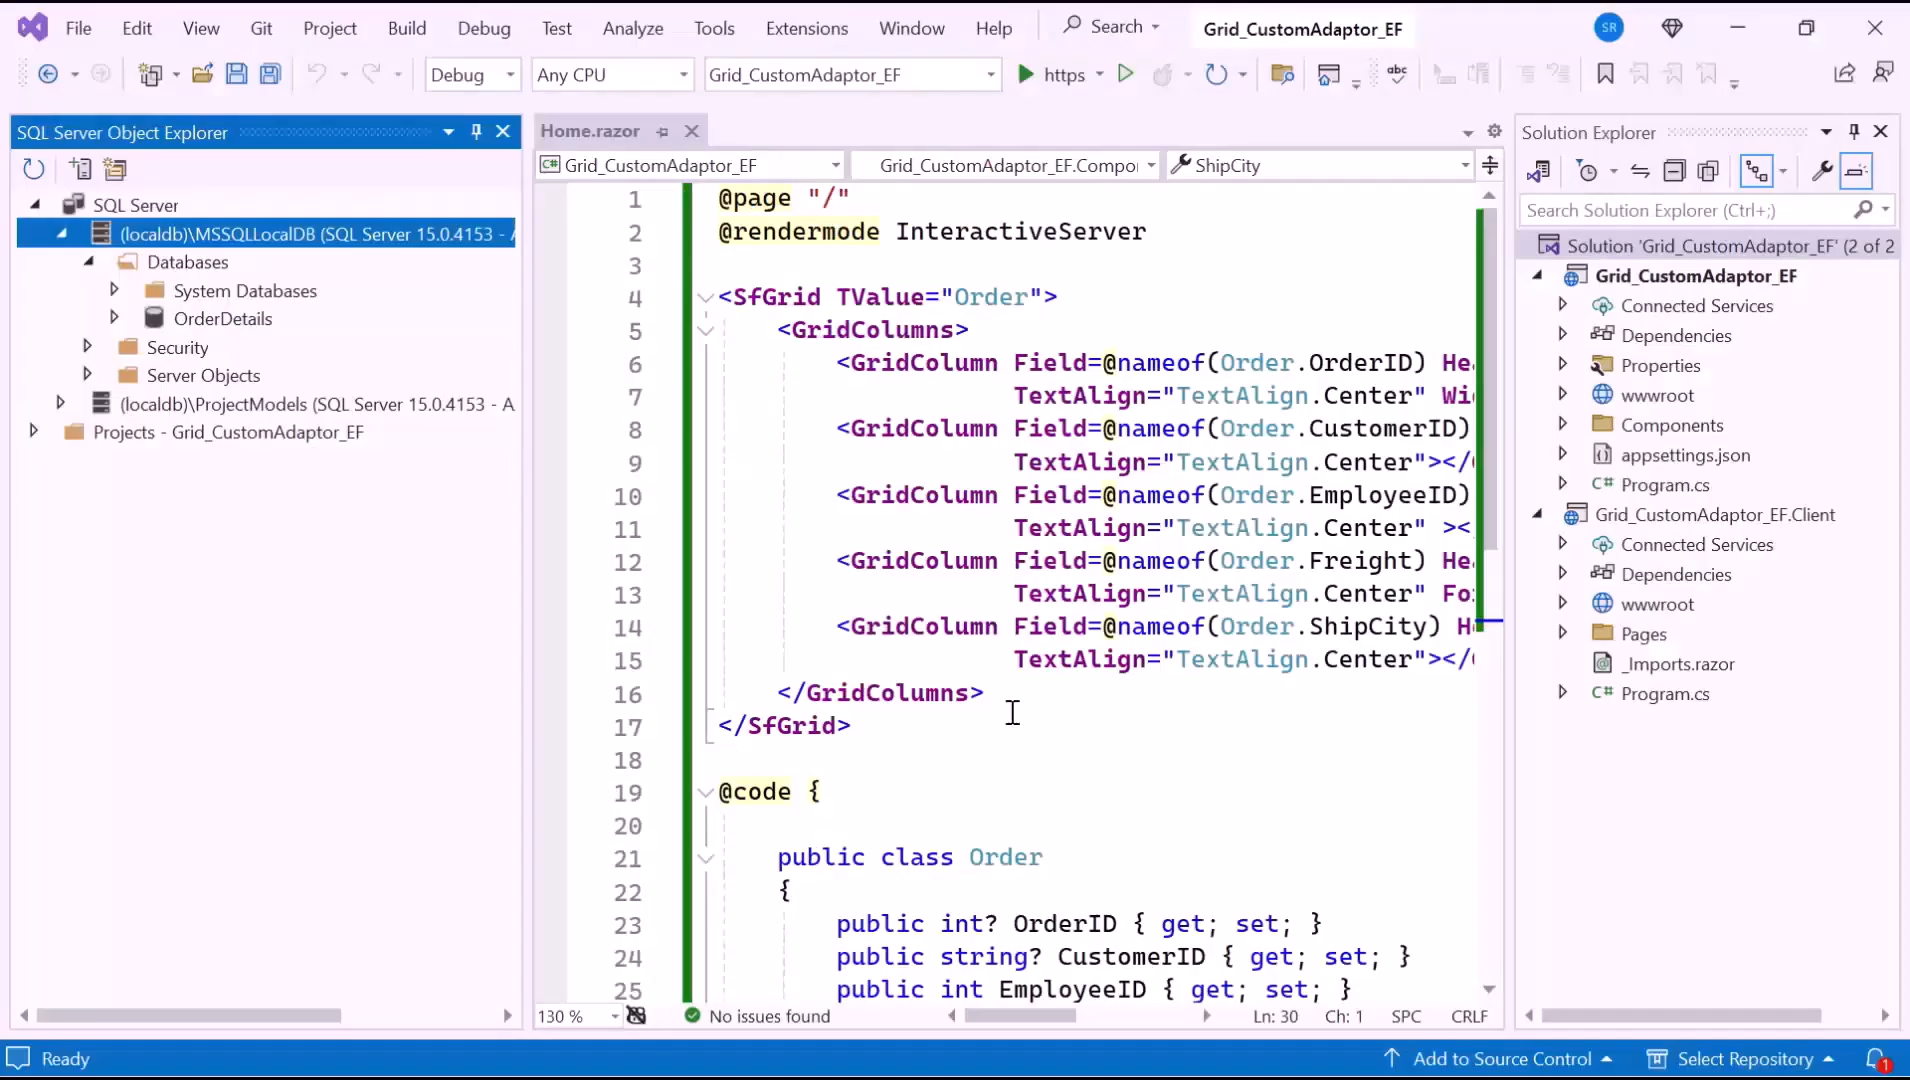 File Edit View Git Project Build Debug Test Analyze Tools Extensions Window Help Search Grid_CustomAdaptor_EF SR
Debug Any CPU Grid_CustomAdaptor_EF https abc
SQL Server Object Explorer
SQL Server
(localdb)\MSSQLLocalDB (SQL Server 15.0.4153 -
Databases
System Databases
OrderDetails
Security
Server Objects
(localdb)\ProjectModels (SQL Server 15.0.4153 - A
Projects - Grid_CustomAdaptor_EF
Home.razor
Grid_CustomAdaptor_EF Grid_CustomAdaptor_EF.Compo ShipCity
1 @page "/"
2 @rendermode InteractiveServer
3
4 <SfGrid TValue="Order">
5 <GridColumns>
6 <GridColumn Field=@nameof(Order.OrderID) He
7 TextAlign="TextAlign.Center" Wi
8 <GridColumn Field=@nameof(Order.CustomerID)
9 TextAlign="TextAlign.Center"></
10 <GridColumn Field=@nameof(Order.EmployeeID)
11 TextAlign="TextAlign.Center" ><
12 <GridColumn Field=@nameof(Order.Freight) He
13 TextAlign="TextAlign.Center" Fo
14 <GridColumn Field=@nameof(Order.ShipCity) H
15 TextAlign="TextAlign.Center"></
16 </GridColumns>
17 </SfGrid>
18
19 @code {
20
21 public class Order
22 {
23 public int? OrderID { get; set; }
24 public string? CustomerID { get; set; }
25 public int EmployeeID { get; set; }
130 % No issues found Ln: 30 Ch: 1 SPC CRLF
Solution Explorer
Search Solution Explorer (Ctrl+;)
Solution 'Grid_CustomAdaptor_EF' (2 of 2
Grid_CustomAdaptor_EF
Connected Services
Dependencies
Properties
wwwroot
Components
appsettings.json
C# Program.cs
Grid_CustomAdaptor_EF.Client
Connected Services
Dependencies
wwwroot
Pages
_Imports.razor
C# Program.cs
Ready Add to Source Control Select Repository 1